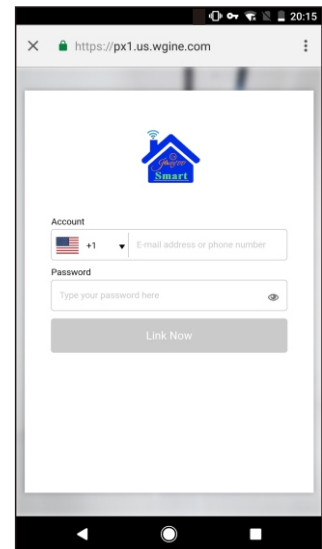 20:15
https://px1.us.wgine.com
Smart
Account
+1
E-mail address or phone number
Password
Type your password here
Link Now